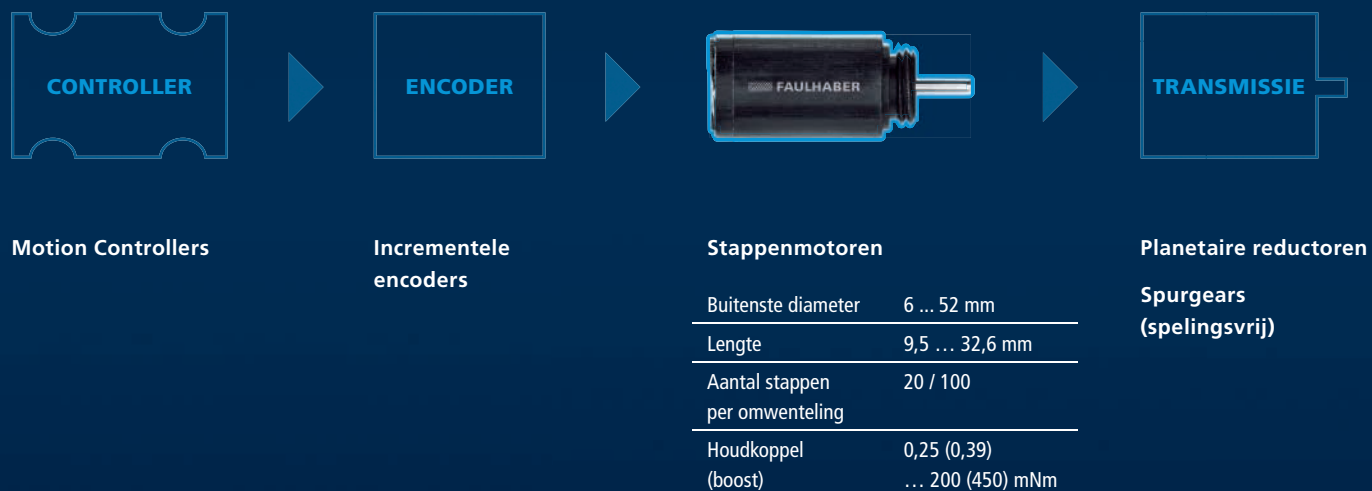 CONTROLLER
ENCODER
FAULHABER
TRANSMISSIE
Motion Controllers
Incrementele
encoders
Stappenmotoren
Buitenste diameter 6 ... 52 mm
Lengte 9,5 … 32,6 mm
Aantal stappen 20 / 100
per omwenteling
Houdkoppel 0,25 (0,39)
(boost) … 200 (450) mNm
Planetaire reductoren
Spurgears
(spelingsvrij)